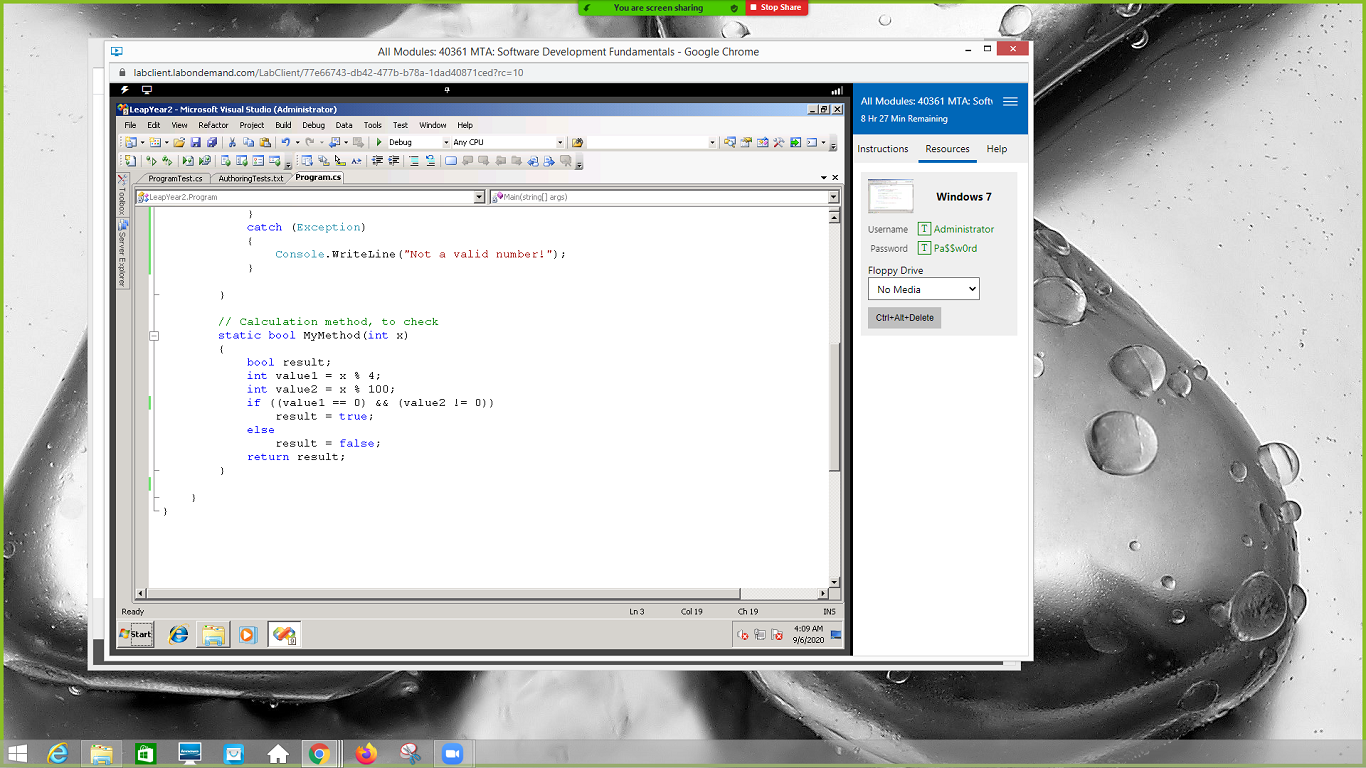 You are screen sharing
Stop Share
All Modules: 40361 MTA: Software Development Fundamentals - Google Chrome
labclient.labondemand.com/LabClient/77e66743-db42-477b-b78a-1dad40871ced?rc=10
LeapYear2 - Microsoft Visual Studio (Administrator)
File Edit View Refactor Project Build Debug Data Tools Test Window Help
Debug Any CPU
ProgramTest.cs AuthoringTests.txt Program.cs
LeapYear2.Program Main(string[] args)
Toolbox
Server Explorer
}
catch (Exception)
{
Console.WriteLine("Not a valid number!");
}
}
// Calculation method, to check
static bool MyMethod(int x)
{
bool result;
int value1 = x % 4;
int value2 = x % 100;
if ((value1 == 0) && (value2 != 0))
result = true;
else
result = false;
return result;
}
}
}
Ready Ln 3 Col 19 Ch 19 INS
Start
4:09 AM
9/6/2020
All Modules: 40361 MTA: Softw
8 Hr 27 Min Remaining
Instructions Resources Help
Windows 7
Username T Administrator
Password T Pa$$w0rd
Floppy Drive
No Media
Ctrl+Alt+Delete